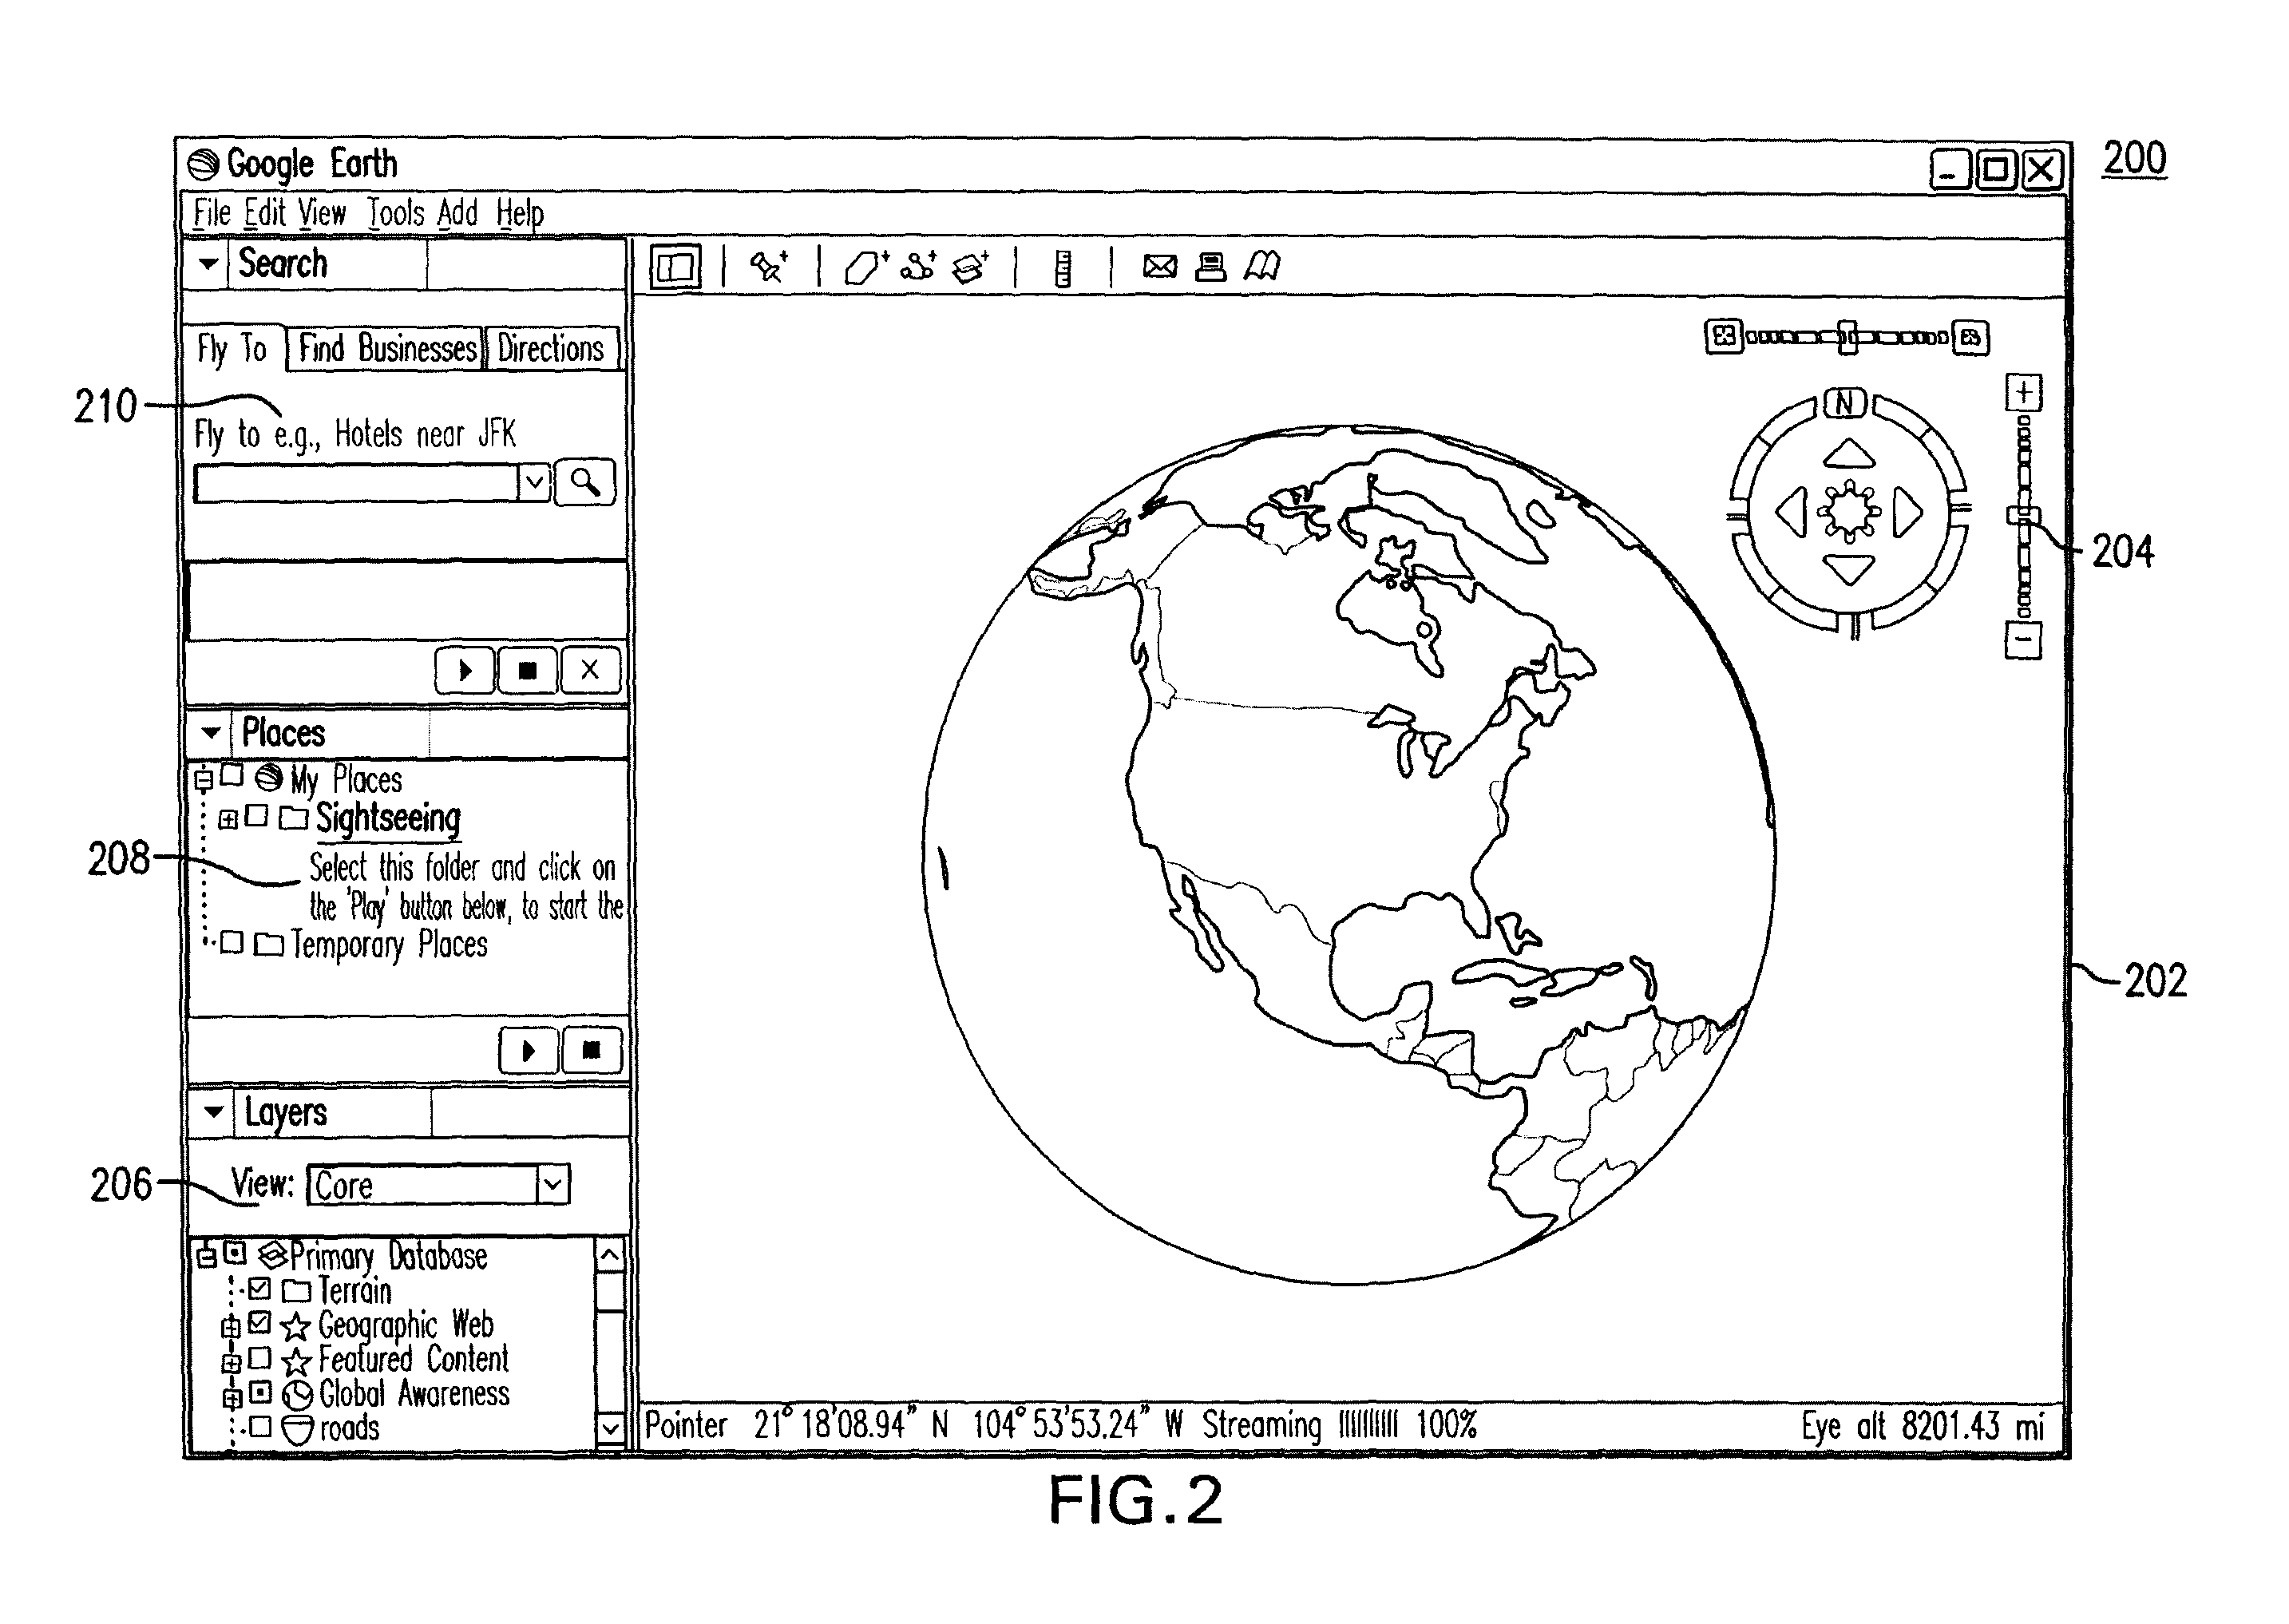 Google Earth
200
File Edit View Tools Add Help
Search
Fly To Find Businesses Directions
210
Fly to e.g., Hotels near JFK
N
204
Places
My Places
Sightseeing
208
Select this folder and click on
the 'Play' button below, to start the
Temporary Places
202
Layers
206
View: Core
Primary Database
Terrain
Geographic Web
Featured Content
Global Awareness
roads
Pointer 21° 18'08.94" N 104° 53'53.24" W Streaming |||||||||| 100% Eye alt 8201.43 mi
FIG.2